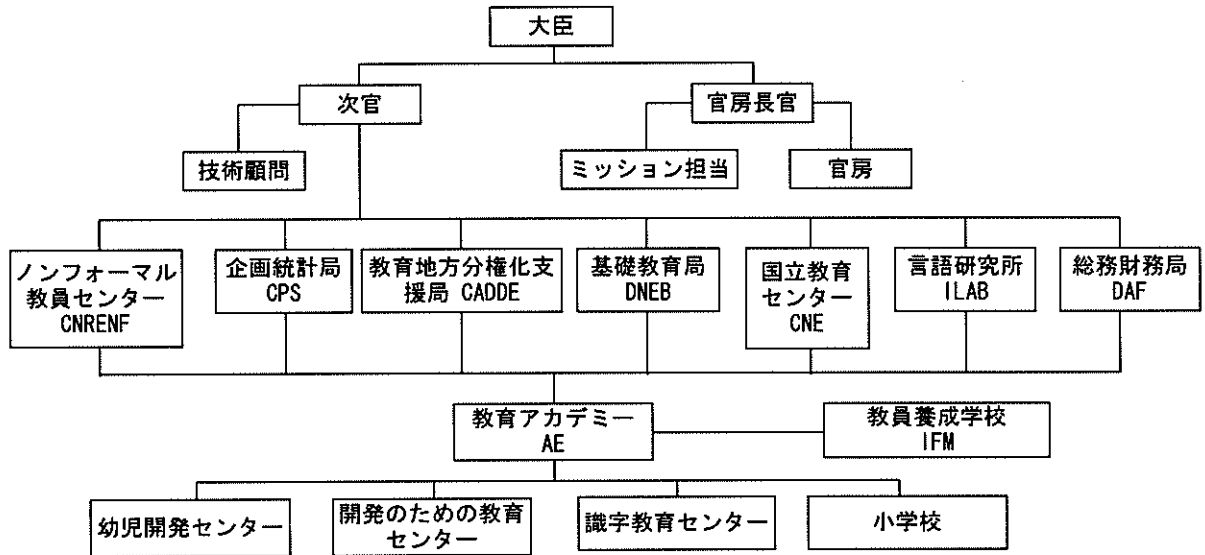 大臣
次官
官房長官
技術顧問
ミッション担当
官房
ノンフォーマル
教員センター
CNRENF
企画統計局
CPS
教育地方分権化支
援局 CADDE
基礎教育局
DNEB
国立教育
センター
CNE
言語研究所
ILAB
総務財務局
DAF
教育アカデミー
AE
教員養成学校
IFM
幼児開発センター
開発のための教育
センター
識字教育センター
小学校